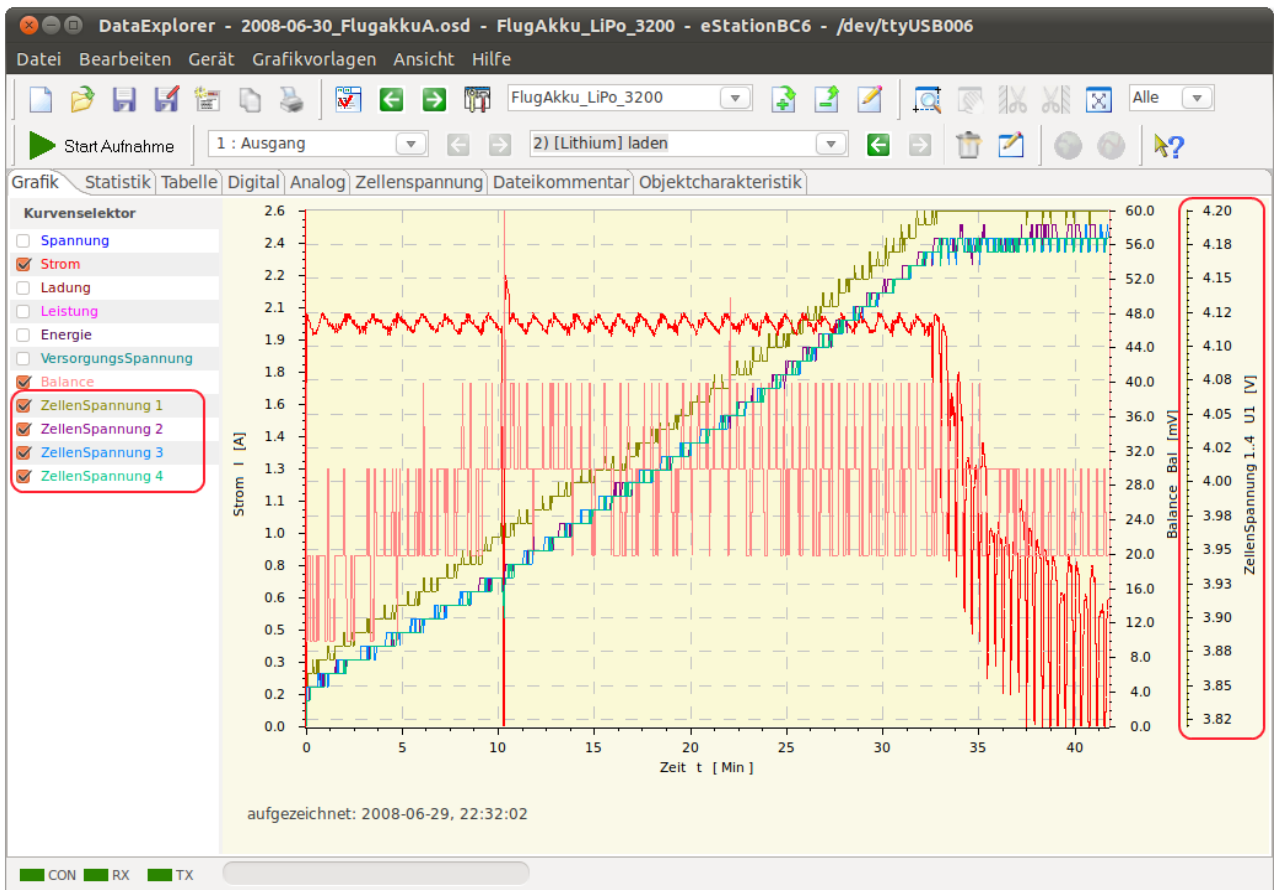 DataExplorer - 2008-06-30_FlugakkuA.osd - FlugAkku_LiPo_3200 - eStationBC6 - /dev/ttyUSB006
Datei Bearbeiten Gerät Grafikvorlagen Ansicht Hilfe
FlugAkku_LiPo_3200 Alle
Start Aufnahme 1 : Ausgang 2) [Lithium] laden
Grafik Statistik Tabelle Digital Analog Zellenspannung Dateikommentar Objektcharakteristik
Kurvenselektor
Spannung
Strom
Ladung
Leistung
Energie
VersorgungsSpannung
Balance
ZellenSpannung 1
ZellenSpannung 2
ZellenSpannung 3
ZellenSpannung 4
Strom I [A]
2.6
2.4
2.2
2.1
1.9
1.8
1.6
1.4
1.3
1.1
1.0
0.8
0.6
0.5
0.3
0.2
0.0
60.0
56.0
52.0
48.0
44.0
40.0
36.0
32.0
28.0
24.0
20.0
16.0
12.0
8.0
4.0
0.0
Balance Bal [mV]
4.20
4.18
4.15
4.12
4.10
4.08
4.05
4.02
4.00
3.98
3.95
3.93
3.90
3.88
3.85
3.82
ZellenSpannung 1..4 U1 [V]
0 5 10 15 20 25 30 35 40
Zeit t [ Min ]
aufgezeichnet: 2008-06-29, 22:32:02
CON RX TX